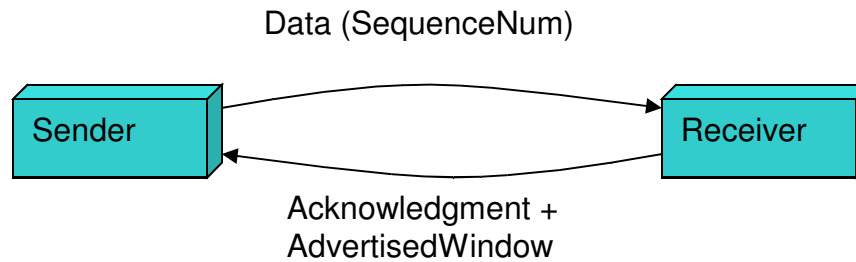 Data (SequenceNum)
Sender
Receiver
Acknowledgment +
AdvertisedWindow